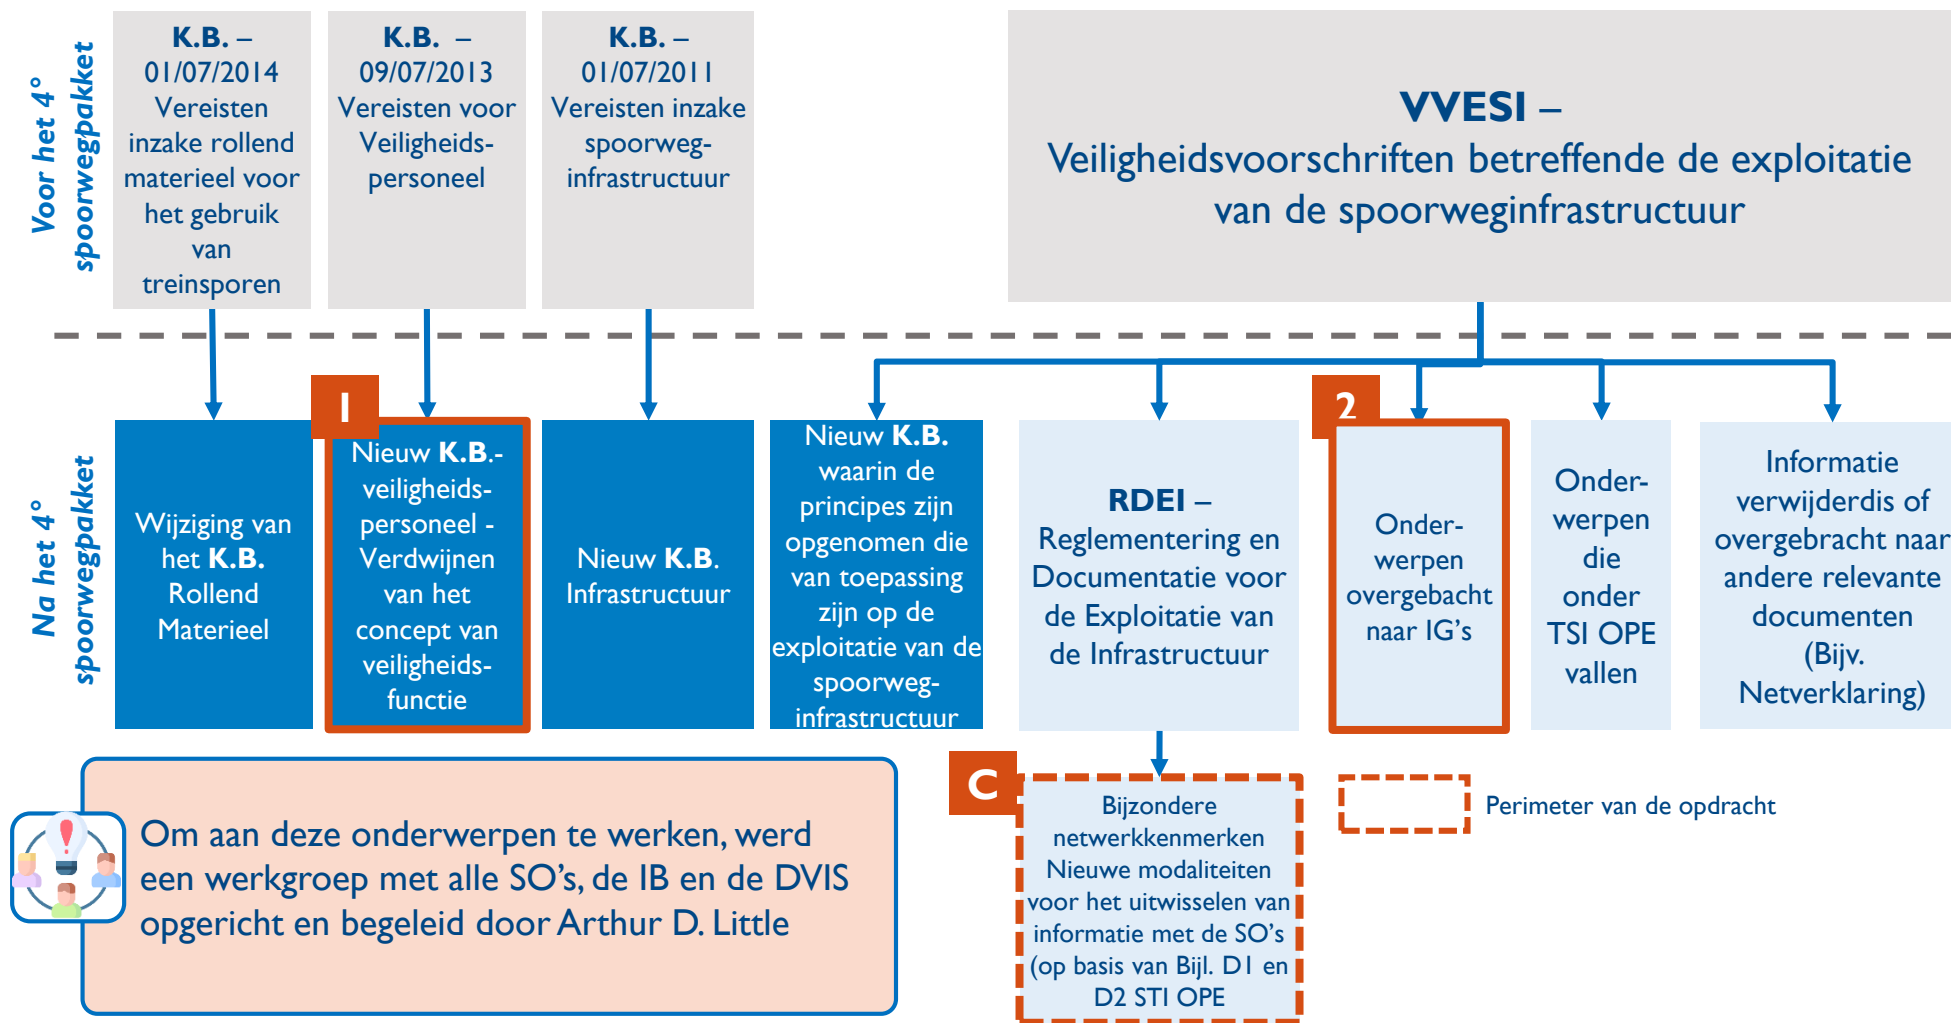 Voor het 4°
spoorwegpakket
K.B. –
01/07/2014
Vereisten
inzake rollend
materieel voor
het gebruik
van
treinsporen
K.B. –
09/07/2013
Vereisten voor
Veiligheids-
personeel
K.B. –
01/07/2011
Vereisten inzake
spoorweg-
infrastructuur
VVESI –
Veiligheidsvoorschriften betreffende de exploitatie
van de spoorweginfrastructuur
Na het 4°
spoorwegpakket
Wijziging van
het K.B.
Rollend
Materieel
1
Nieuw K.B.-
veiligheids-
personeel -
Verdwijnen
van het
concept van
veiligheids-
functie
Nieuw K.B.
Infrastructuur
Nieuw K.B.
waarin de
principes zijn
opgenomen die
van toepassing
zijn op de
exploitatie van de
spoorweg-
infrastructuur
RDEI –
Reglementering en
Documentatie voor
de Exploitatie van
de Infrastructuur
2
Onder-
werpen
overgebacht
naar IG's
Onder-
werpen
die
onder
TSI OPE
vallen
Informatie
verwijderdis of
overgebracht naar
andere relevante
documenten
(Bijv.
Netverklaring)
C
Bijzondere
netwerkkenmerken
Nieuwe modaliteiten
voor het uitwisselen van
informatie met de SO's
(op basis van Bijl. D1 en
D2 STI OPE
Perimeter van de opdracht
Om aan deze onderwerpen te werken, werd
een werkgroep met alle SO's, de IB en de DVIS
opgericht en begeleid door Arthur D. Little